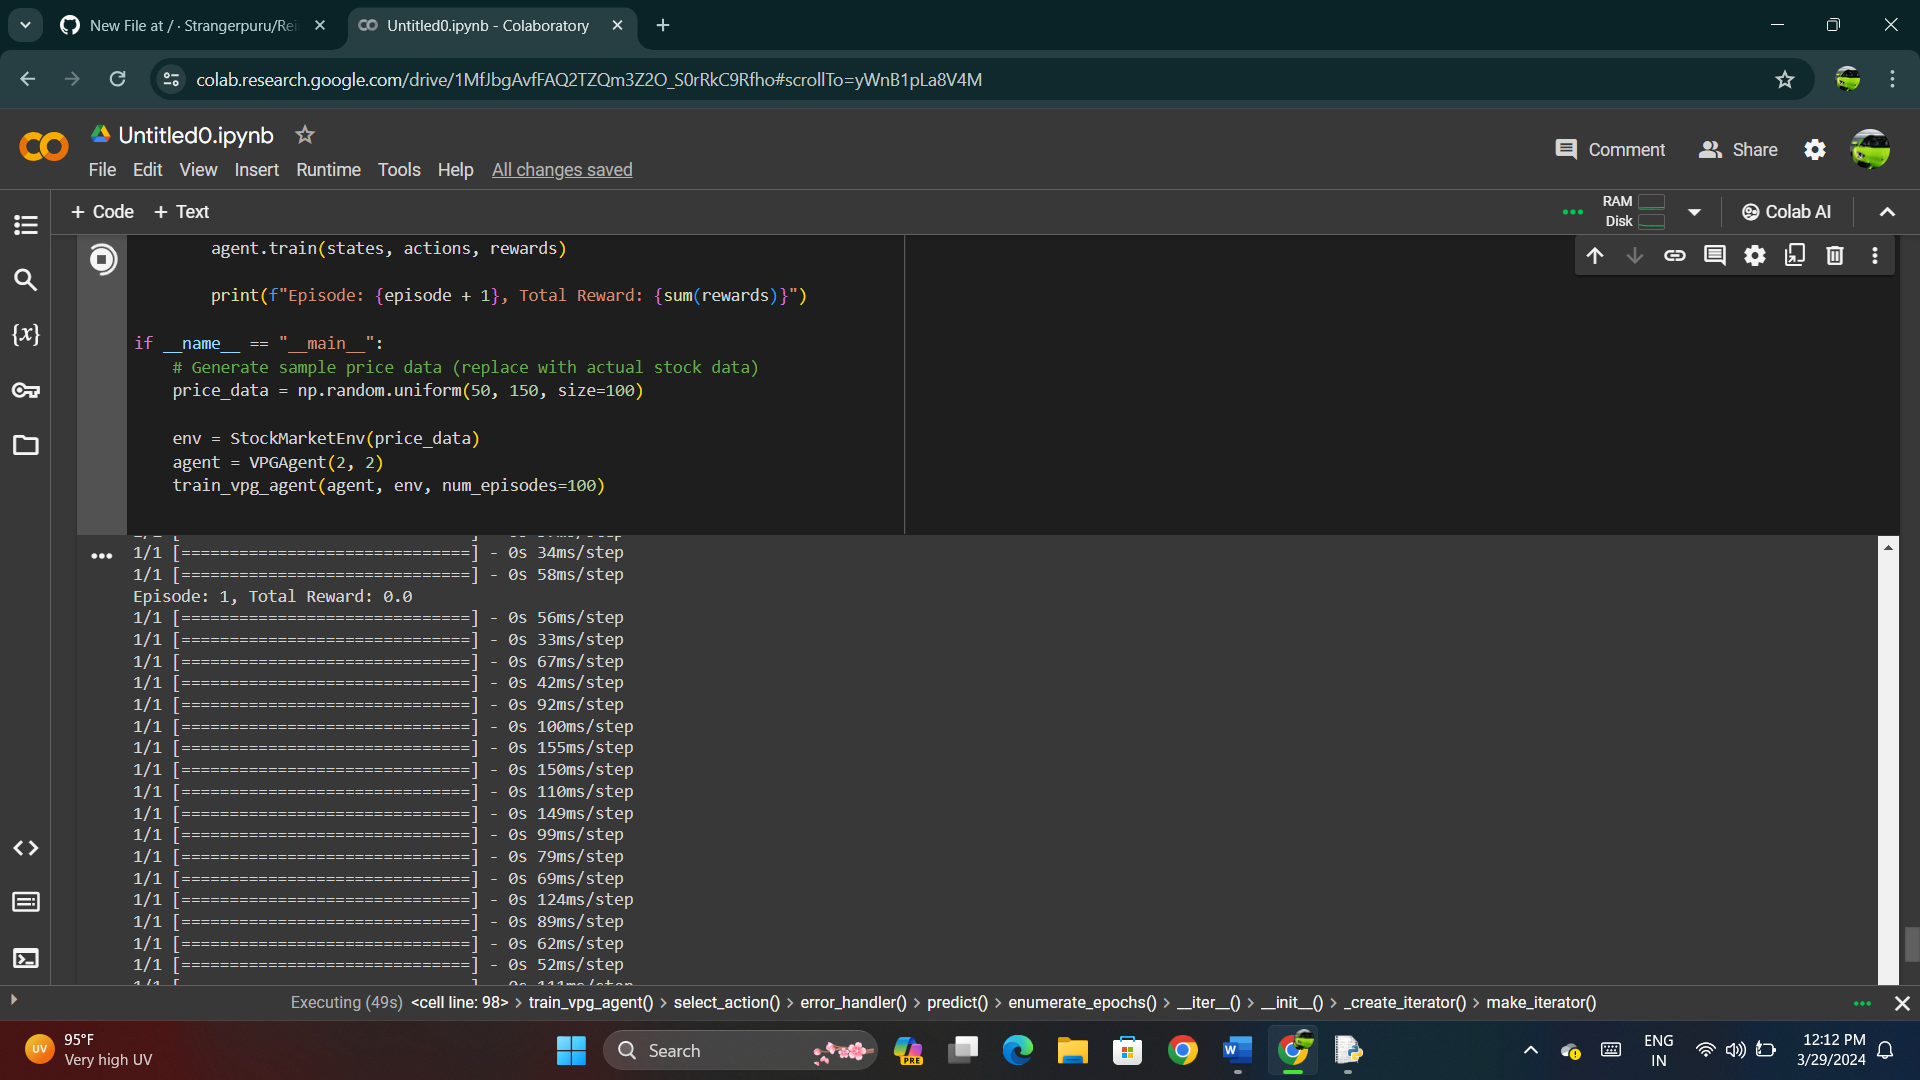 New File at / · Strangerpuru/Rei
Untitled0.ipynb - Colaboratory
colab.research.google.com/drive/1MfJbgAvfFAQ2TZQm3Z2O_S0rRkC9Rfho#scrollTo=yWnB1pLa8V4M
Untitled0.ipynb
Comment
Share
File Edit View Insert Runtime Tools Help All changes saved
+ Code + Text
RAM
Disk
Colab AI
agent.train(states, actions, rewards)
print(f"Episode: {episode + 1}, Total Reward: {sum(rewards)}")
if __name__ == "__main__":
# Generate sample price data (replace with actual stock data)
price_data = np.random.uniform(50, 150, size=100)
env = StockMarketEnv(price_data)
agent = VPGAgent(2, 2)
train_vpg_agent(agent, env, num_episodes=100)
1/1 [==============================] - 0s 34ms/step
1/1 [==============================] - 0s 58ms/step
Episode: 1, Total Reward: 0.0
1/1 [==============================] - 0s 56ms/step
1/1 [==============================] - 0s 33ms/step
1/1 [==============================] - 0s 67ms/step
1/1 [==============================] - 0s 42ms/step
1/1 [==============================] - 0s 92ms/step
1/1 [==============================] - 0s 100ms/step
1/1 [==============================] - 0s 155ms/step
1/1 [==============================] - 0s 150ms/step
1/1 [==============================] - 0s 110ms/step
1/1 [==============================] - 0s 149ms/step
1/1 [==============================] - 0s 99ms/step
1/1 [==============================] - 0s 79ms/step
1/1 [==============================] - 0s 69ms/step
1/1 [==============================] - 0s 124ms/step
1/1 [==============================] - 0s 89ms/step
1/1 [==============================] - 0s 62ms/step
1/1 [==============================] - 0s 52ms/step
Executing (49s) <cell line: 98> > train_vpg_agent() > select_action() > error_handler() > predict() > enumerate_epochs() > __iter__() > __init__() > _create_iterator() > make_iterator()
UV
95°F
Very high UV
Search
PRE
ENG
IN
12:12 PM
3/29/2024